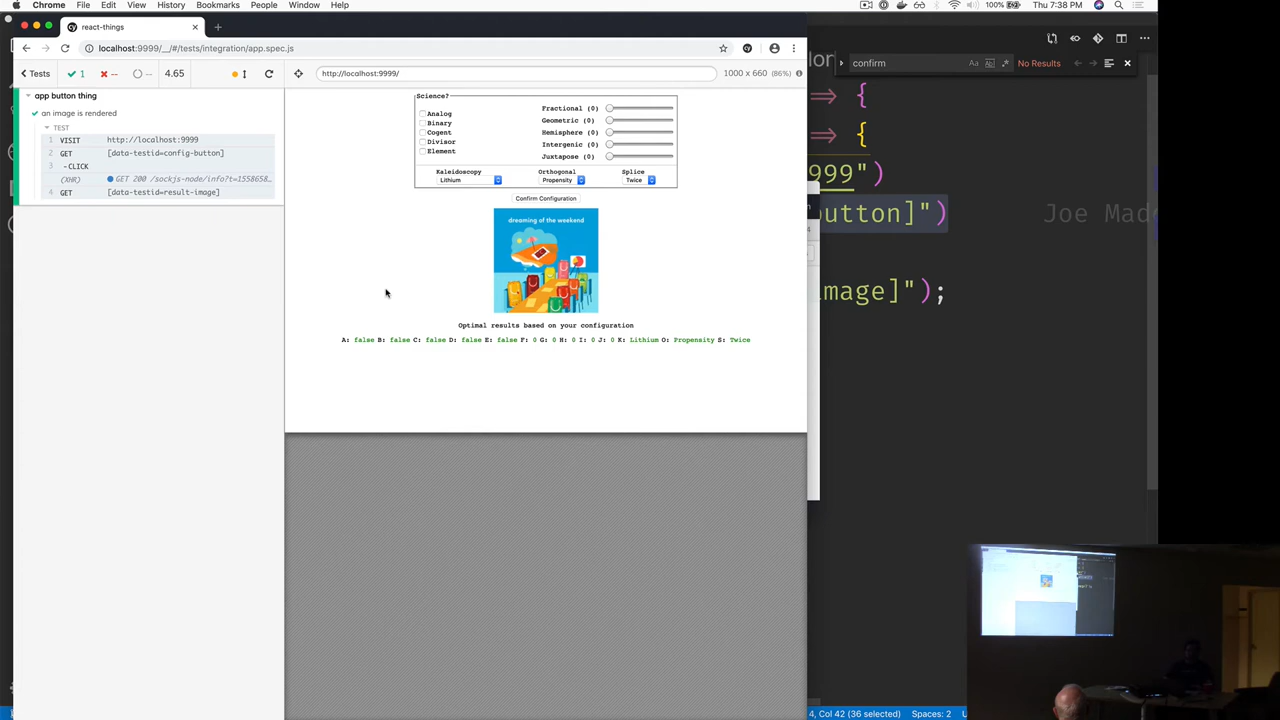 Chrome File Edit View History Bookmarks People Window Help 100% Thu 7:38 PM
react-things
localhost:9999/__/#/tests/integration/app.spec.js
Tests 1 -- -- 4.65 http://localhost:9999/ 1000 x 660 (86%)
app button thing
an image is rendered
TEST
1 VISIT http://localhost:9999
2 GET [data-testid=config-button]
3 -CLICK
(XHR) GET 200 /sockjs-node/info?t=1558658…
4 GET [data-testid=result-image]
Science?
Analog
Binary
Cogent
Divisor
Element
Fractional (0)
Geometric (0)
Hemisphere (0)
Intergenic (0)
Juxtapose (0)
Kaleidoscopy Orthogonal Splice
Lithium Propensity Twice
Confirm Configuration
dreaming of the weekend
Optimal results based on your configuration
A: false B: false C: false D: false E: false F: 0 G: 0 H: 0 I: 0 J: 0 K: Lithium O: Propensity S: Twice
confirm Aa Abl .* No Results
=> {
=> {
999")
button]") Joe Mad
mage]");
4, Col 42 (36 selected) Spaces: 2